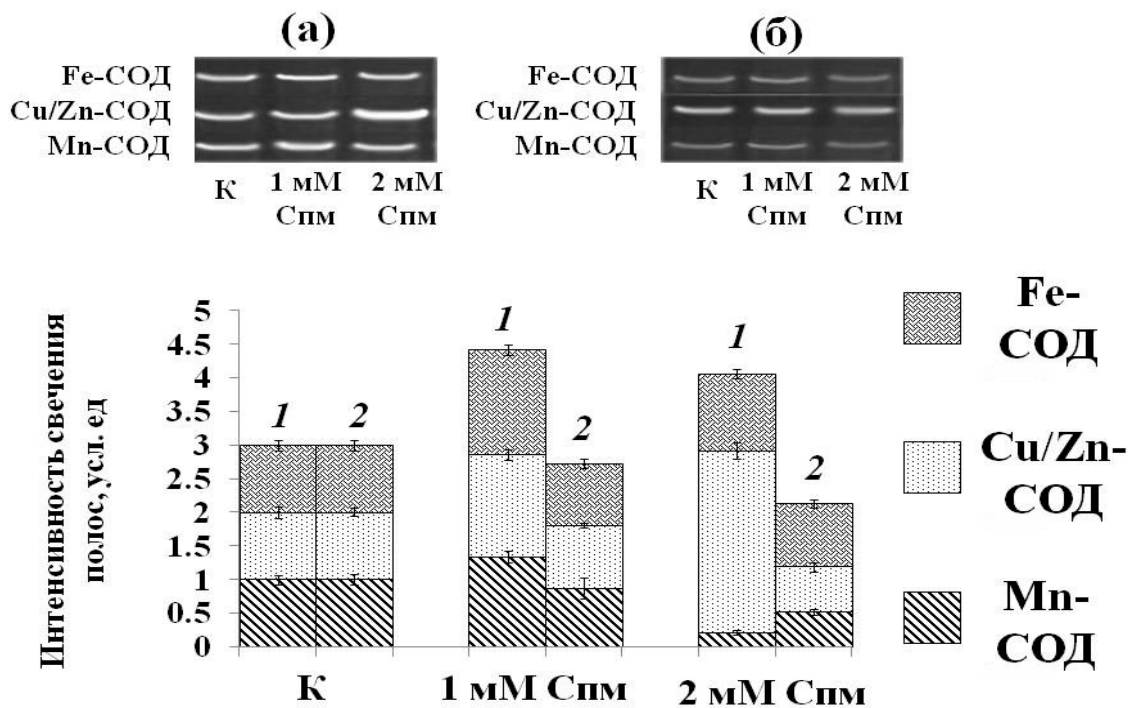 (а)
Fe-СОД
Cu/Zn-СОД
Mn-СОД
К
1 мМ
Спм
2 мМ
Спм
(б)
Fe-СОД
Cu/Zn-СОД
Mn-СОД
К
1 мМ
Спм
2 мМ
Спм
Интенсивность свечения
полос, усл. ед
5
4.5
4
3.5
3
2.5
2
1.5
1
0.5
0
1
2
1
2
1
2
К
1 мМ Спм
2 мМ Спм
Fe-
СОД
Cu/Zn-
СОД
Mn-
СОД